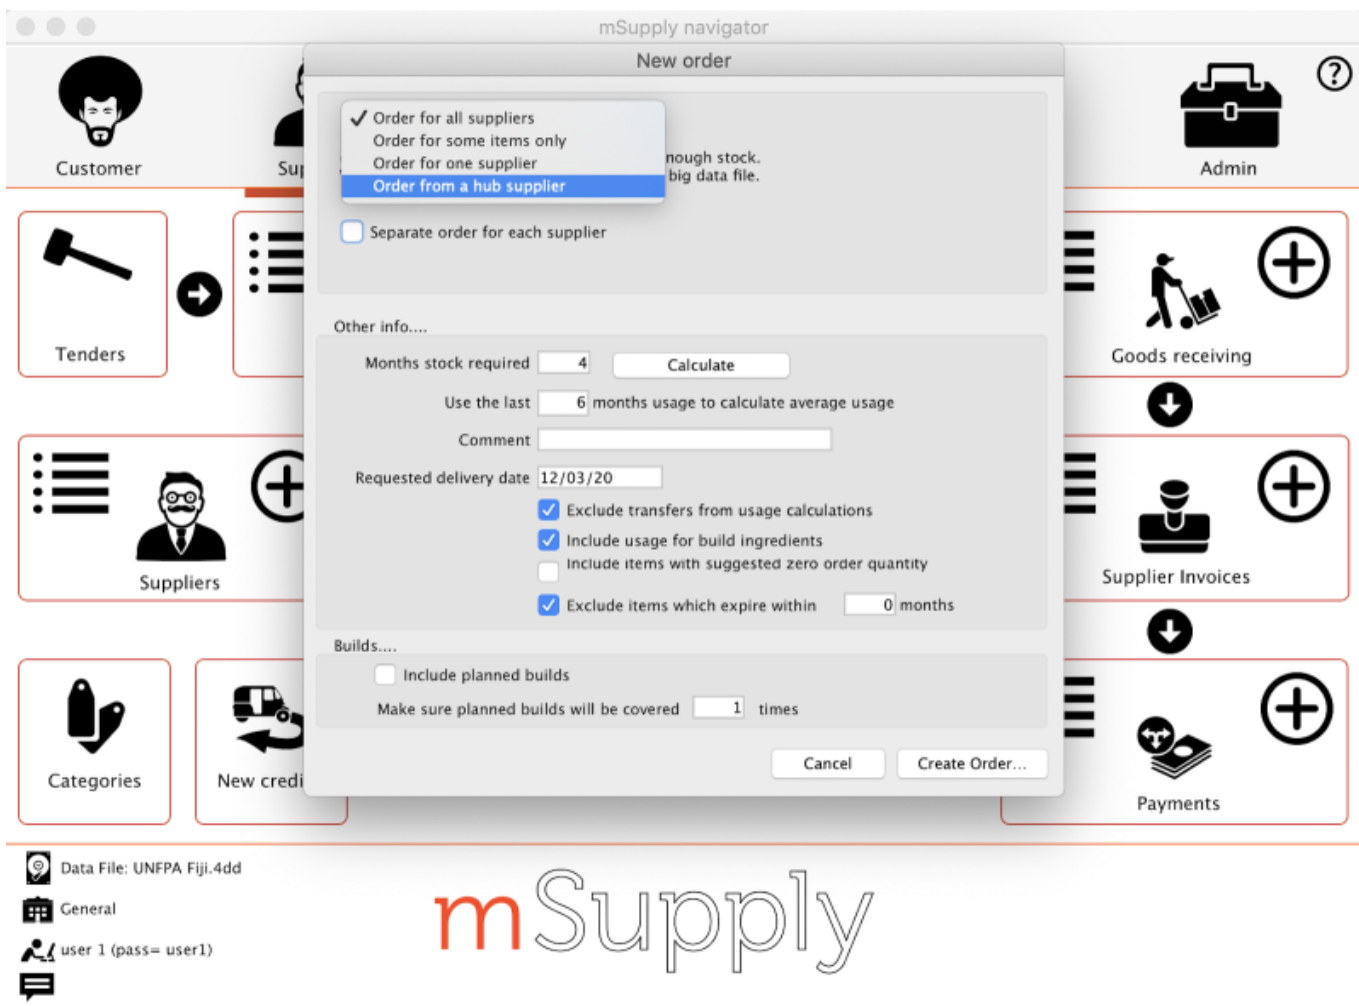 mSupply navigator
New order
Customer
Sup
Admin
?
Order for all suppliers
Order for some items only
Order for one supplier
Order from a hub supplier
nough stock.
big data file.
Separate order for each supplier
Tenders
Goods receiving
Other info....
Months stock required 4 Calculate
Use the last 6 months usage to calculate average usage
Comment
Requested delivery date 12/03/20
Exclude transfers from usage calculations
Include usage for build ingredients
Include items with suggested zero order quantity
Exclude items which expire within 0 months
Suppliers
Supplier Invoices
Builds....
Include planned builds
Make sure planned builds will be covered 1 times
Cancel
Create Order...
Categories
New credi
Payments
Data File: UNFPA Fiji.4dd
General
user 1 (pass= user1)
mSupply